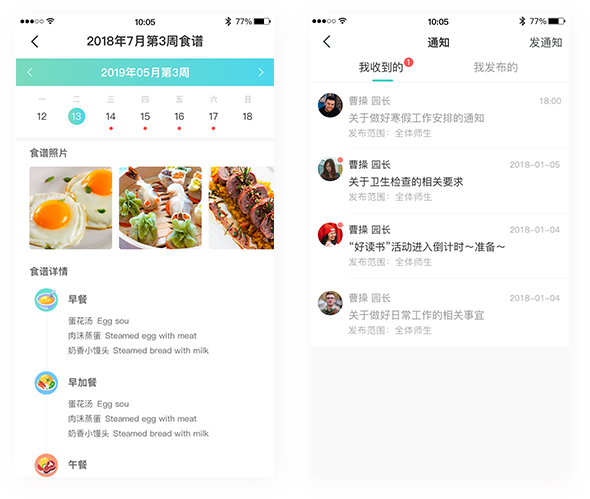 10:05
77%
2018年7月第3周食谱
2019年05月第3周
一 二 三 四 五 六 日
12 13 14 15 16 17 18
食谱照片
食谱详情
早餐
蛋花汤 Egg sou
肉沫蒸蛋 Steamed egg with meat
奶香小馒头 Steamed bread with milk
早加餐
蛋花汤 Egg sou
肉沫蒸蛋 Steamed egg with meat
奶香小馒头 Steamed bread with milk
午餐
10:05
77%
通知
发通知
我收到的 1
我发布的
曹操 园长 18:00
关于做好寒假工作安排的通知
发布范围：全体师生
曹操 园长 2018-01-05
关于卫生检查的相关要求
发布范围：全体师生
曹操 园长 2018-01-04
“好读书”活动进入倒计时～准备～
发布范围：全体师生
曹操 园长 2018-01-04
关于做好日常工作的相关事宜
发布范围：全体师生